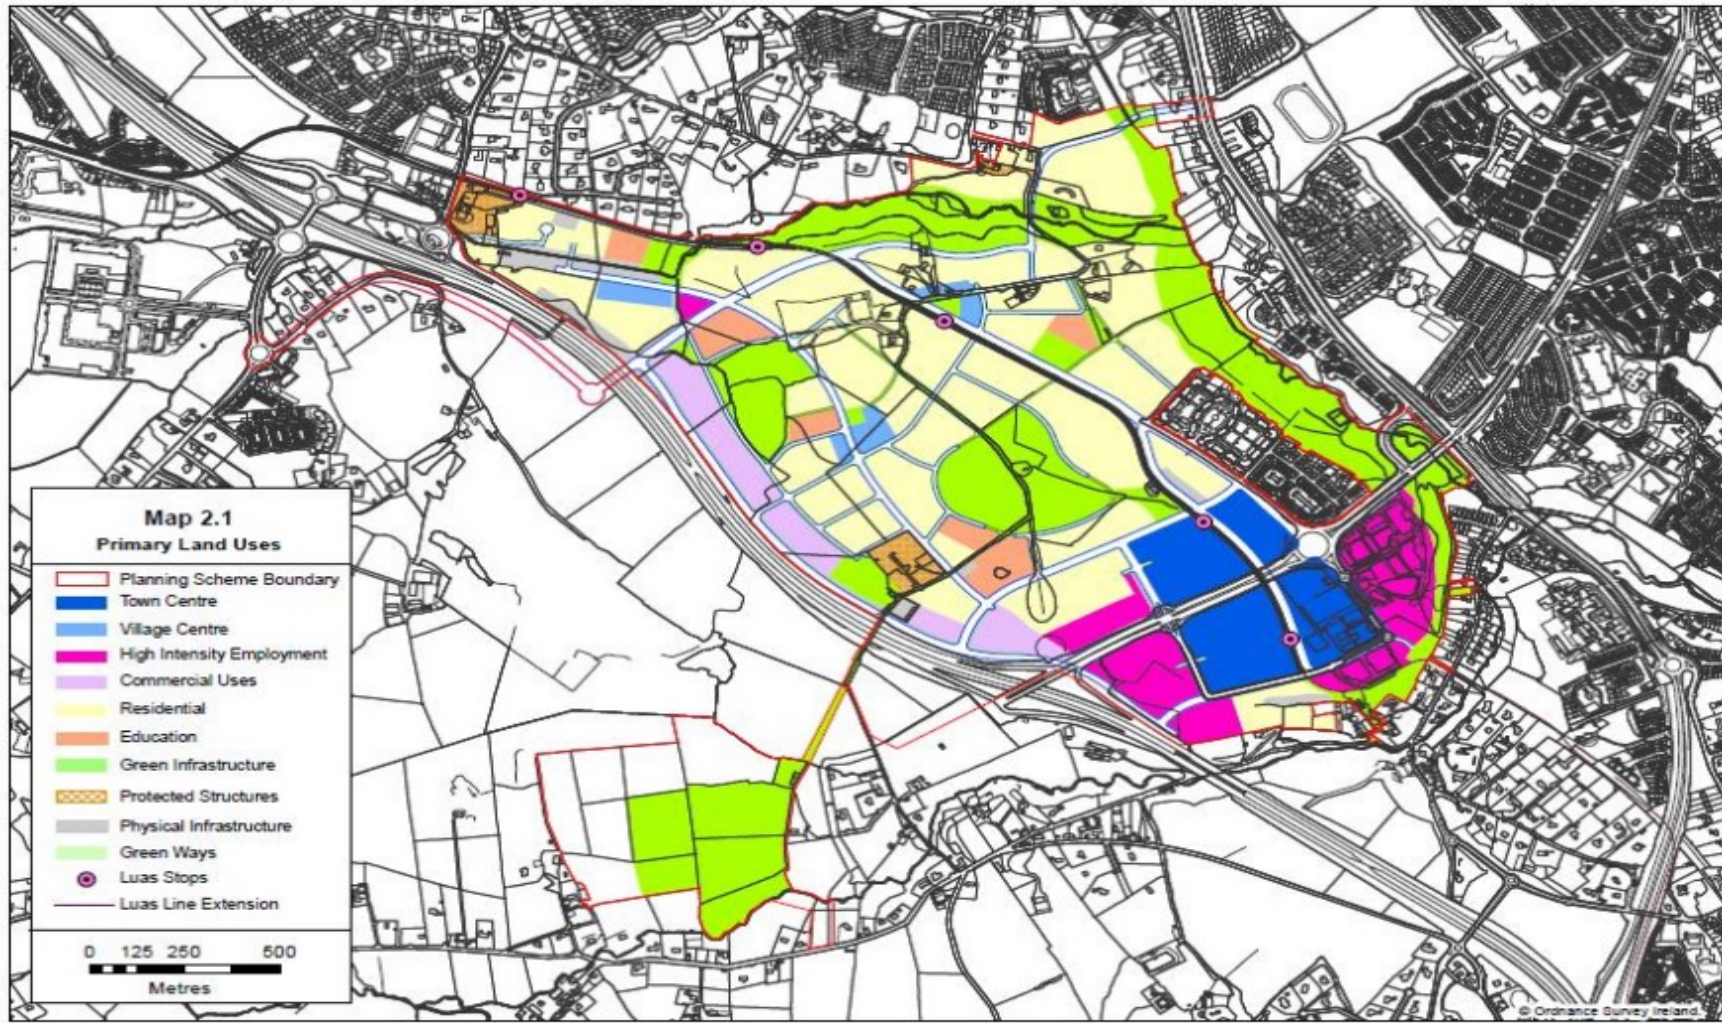 Map 2.1
Primary Land Uses
Planning Scheme Boundary
Town Centre
Village Centre
High Intensity Employment
Commercial Uses
Residential
Education
Green Infrastructure
Protected Structures
Physical Infrastructure
Green Ways
Luas Stops
Luas Line Extension
0 125 250 500
Metres
© Ordnance Survey Ireland.